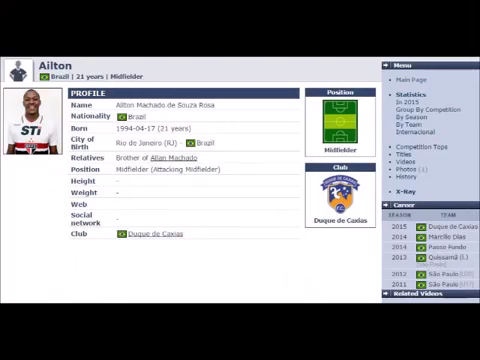 Ailton
Brazil | 21 years | Midfielder
PROFILE
Name Ailton Machado de Souza Rosa
Nationality Brazil
Born 1994-04-17 (21 years)
City of Birth Rio de Janeiro (RJ) - Brazil
Relatives Brother of Allan Machado
Position Midfielder (Attacking Midfielder)
Height -
Weight -
Web
Social network -
Club Duque de Caxias
STI
Position
Midfielder
Club
Duque de Caxias
Menu
Main Page
Statistics
In 2015
Group By Competition
By Season
By Team
Internacional
Competition Tops
Titles
Videos
Photos (1)
History
X-Ray
Career
SEASON TEAM
2015 Duque de Caxias
2014 Marcílio Dias
2014 Passo Fundo
2013 Quissamã (l.)
2012 São Paulo
2011 São Paulo
Related Videos